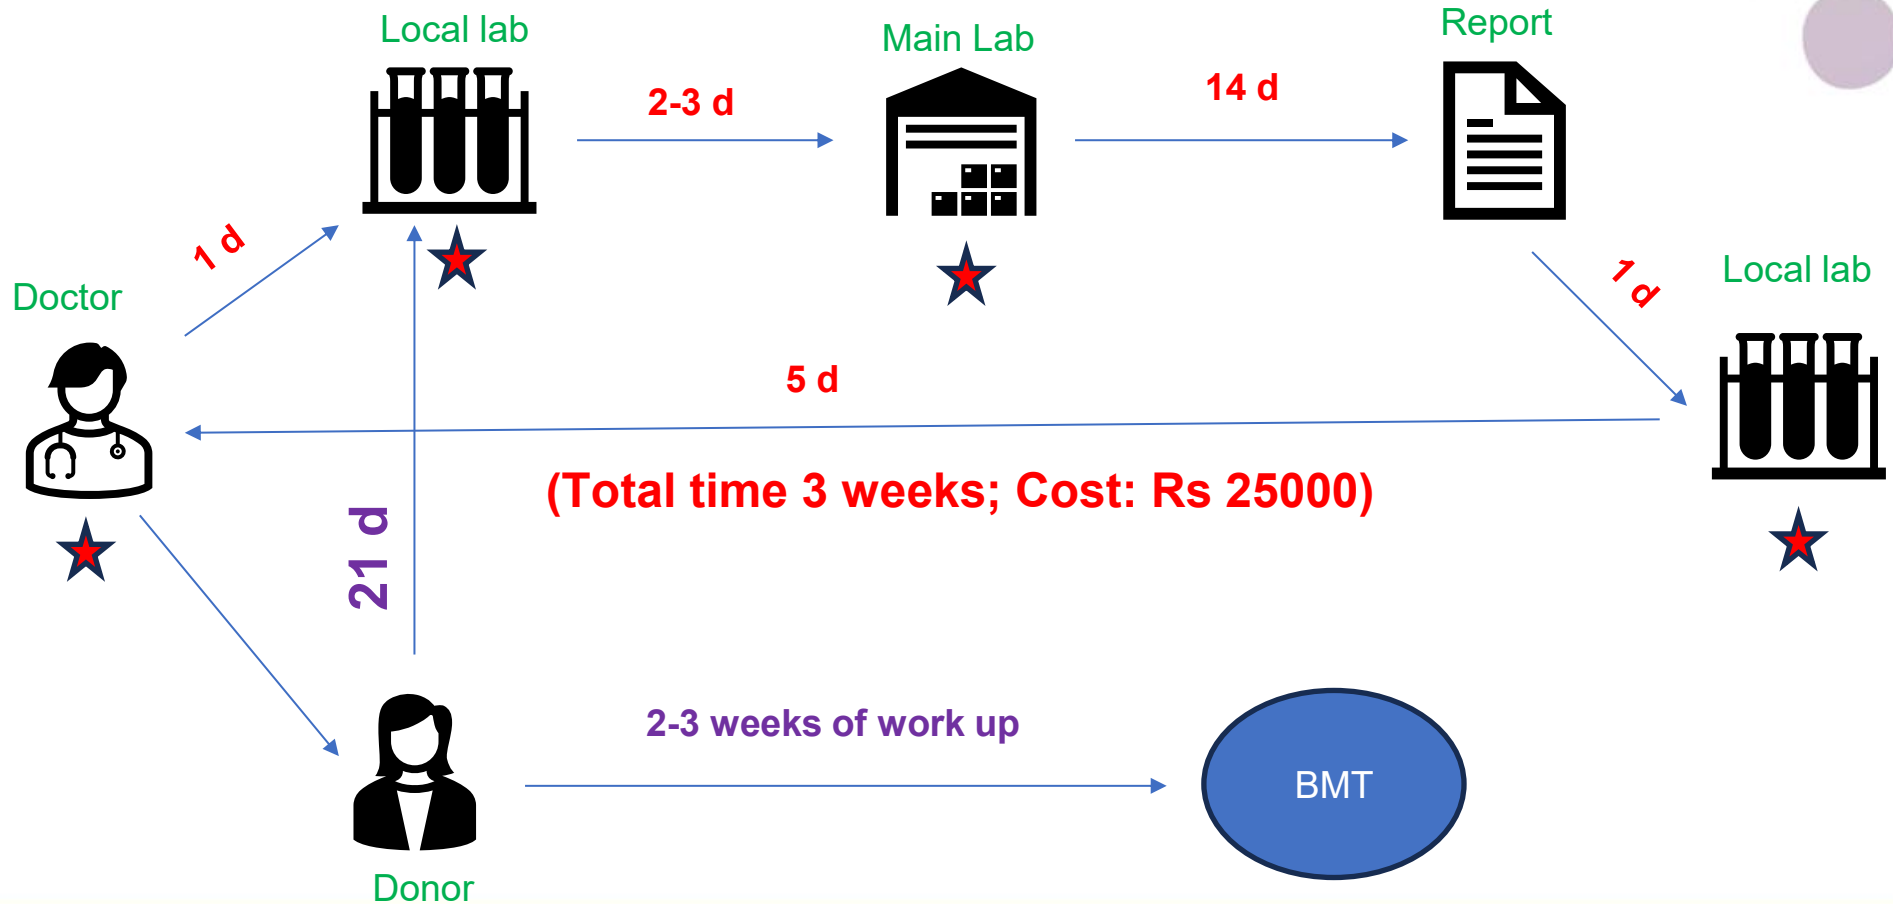 Local lab
Main Lab
Report
2-3 d
14 d
1 d
Doctor
1 d
Local lab
5 d
(Total time 3 weeks; Cost: Rs 25000)
21 d
2-3 weeks of work up
BMT
Donor